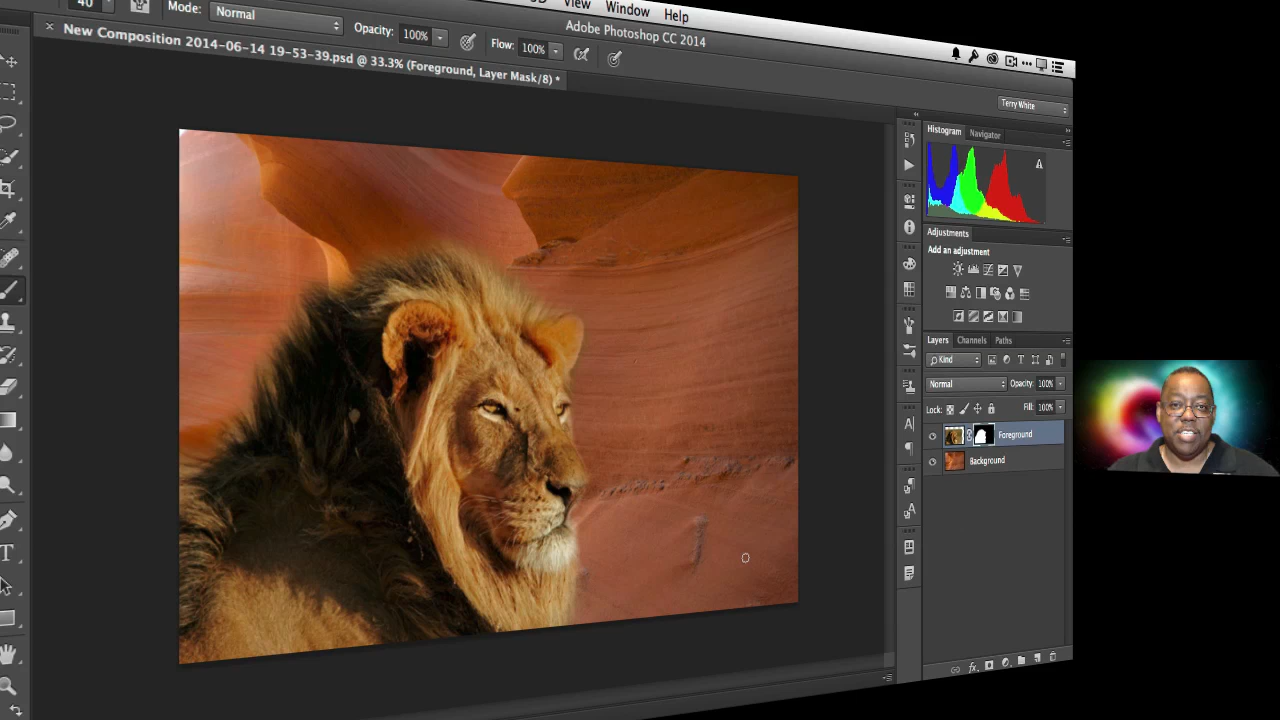 View Window Help
40 Mode: Normal Opacity: 100% Flow: 100%
Adobe Photoshop CC 2014
New Composition 2014-06-14 19-53-39.psd @ 33.3% (Foreground, Layer Mask/8) *
Terry White
Histogram Navigator
Adjustments
Add an adjustment
Layers Channels Paths
Kind
Normal Opacity: 100%
Lock: Fill: 100%
Foreground
Background